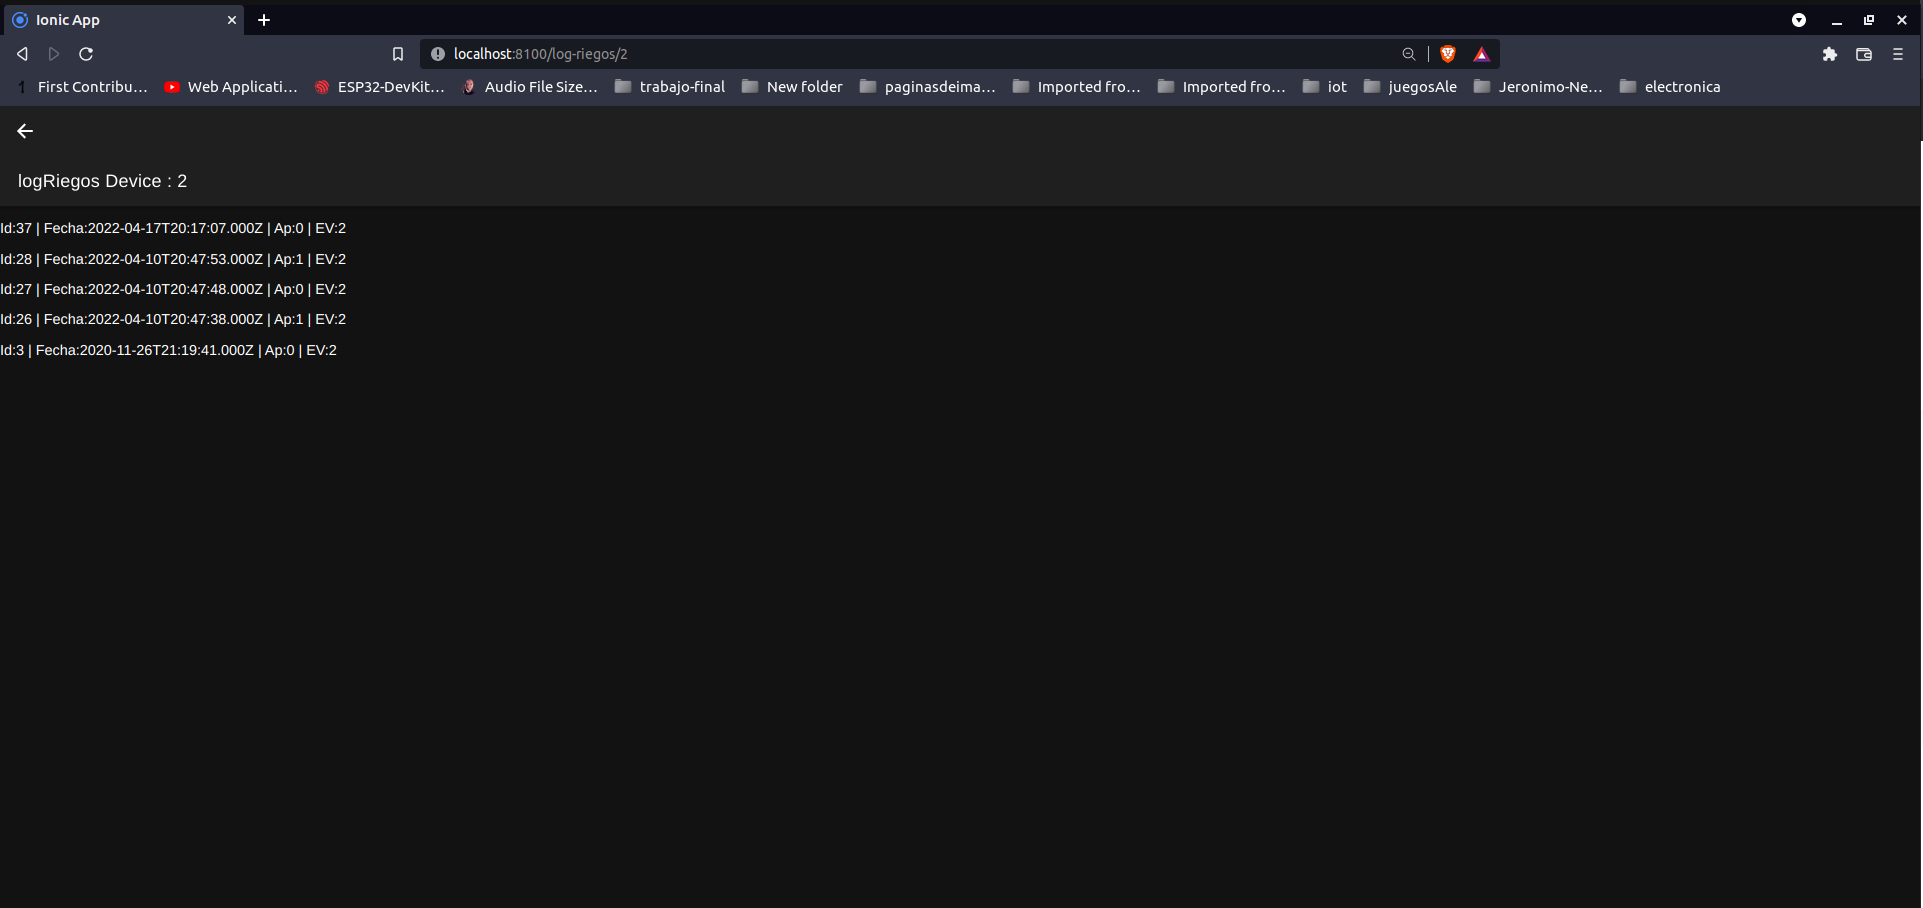 Ionic App
localhost:8100/log-riegos/2
First Contribu... Web Applicati... ESP32-DevKit... Audio File Size... trabajo-final New folder paginasdeima... Imported fro... Imported fro... iot juegosAle Jeronimo-Ne... electronica
logRiegos Device : 2
Id:37 | Fecha:2022-04-17T20:17:07.000Z | Ap:0 | EV:2
Id:28 | Fecha:2022-04-10T20:47:53.000Z | Ap:1 | EV:2
Id:27 | Fecha:2022-04-10T20:47:48.000Z | Ap:0 | EV:2
Id:26 | Fecha:2022-04-10T20:47:38.000Z | Ap:1 | EV:2
Id:3 | Fecha:2020-11-26T21:19:41.000Z | Ap:0 | EV:2